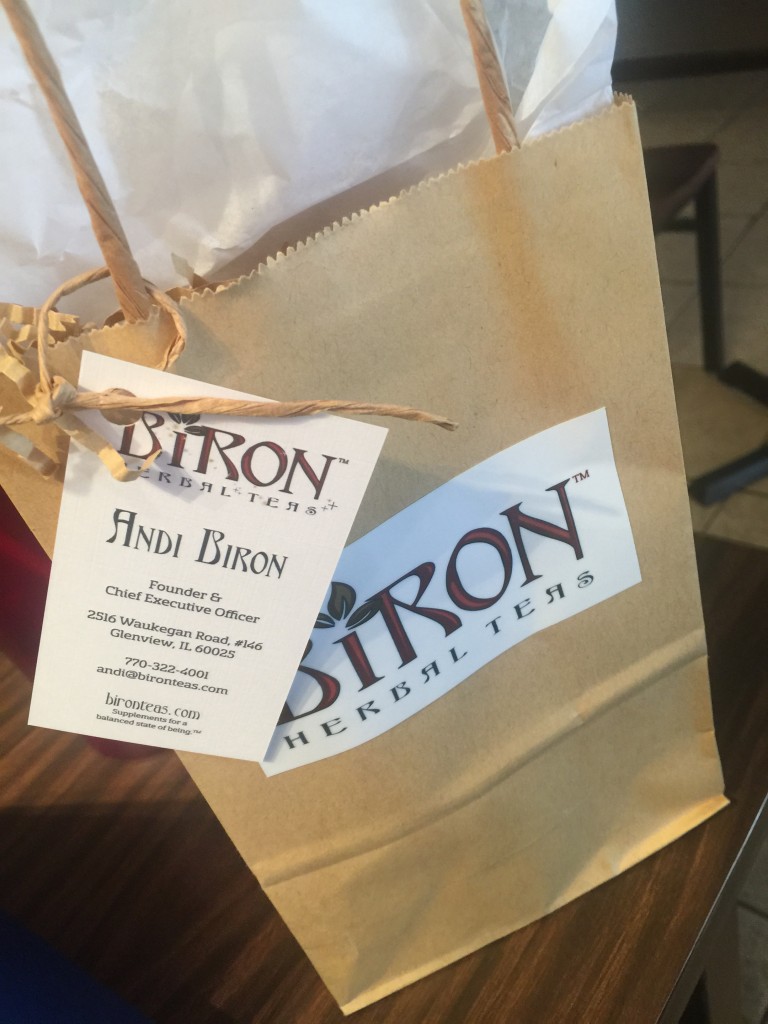 BIRON™
HERBAL TEAS
ANDI BIRON
Founder &
Chief Executive Officer
2516 Waukegan Road, #146
Glenview, IL 60025
770-322-4001
andi@bironteas.com
bironteas.com
Supplements for a
balanced state of being.™
BIRON™
HERBAL TEAS